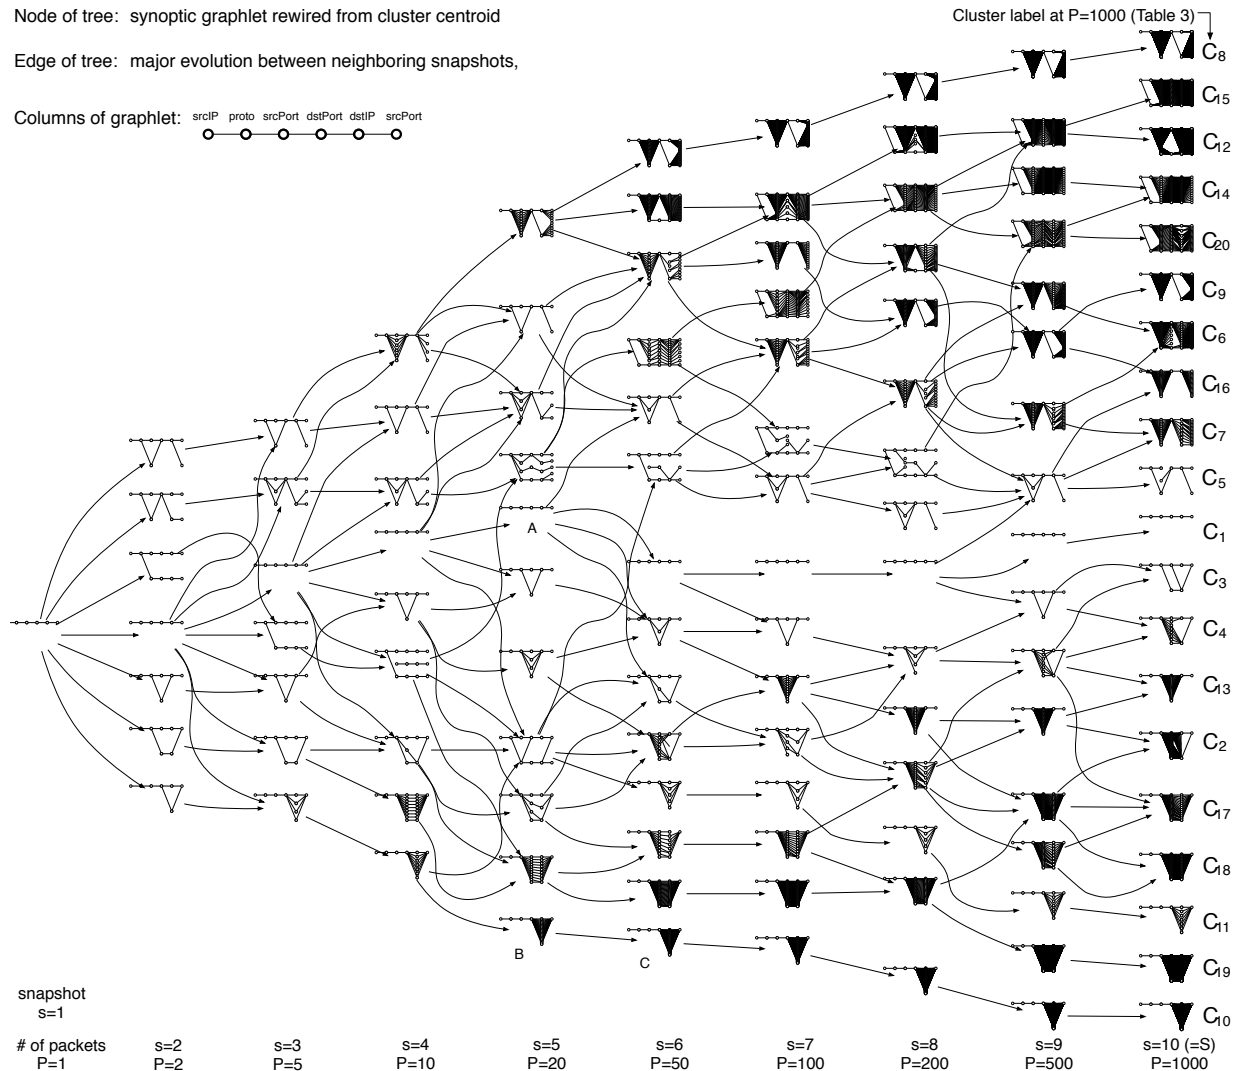 Node of tree: synoptic graphlet rewired from cluster centroid
Cluster label at P=1000 (Table 3)
Edge of tree: major evolution between neighboring snapshots,
Columns of graphlet:
srcIP proto srcPort dstPort dstIP srcPort
C8
C15
C12
C14
C20
C9
C6
C16
C7
C5
C1
C3
C4
C13
C2
C17
C18
C11
C19
C10
A
B
C
snapshot
s=1
# of packets
P=1
s=2
P=2
s=3
P=5
s=4
P=10
s=5
P=20
s=6
P=50
s=7
P=100
s=8
P=200
s=9
P=500
s=10 (=S)
P=1000